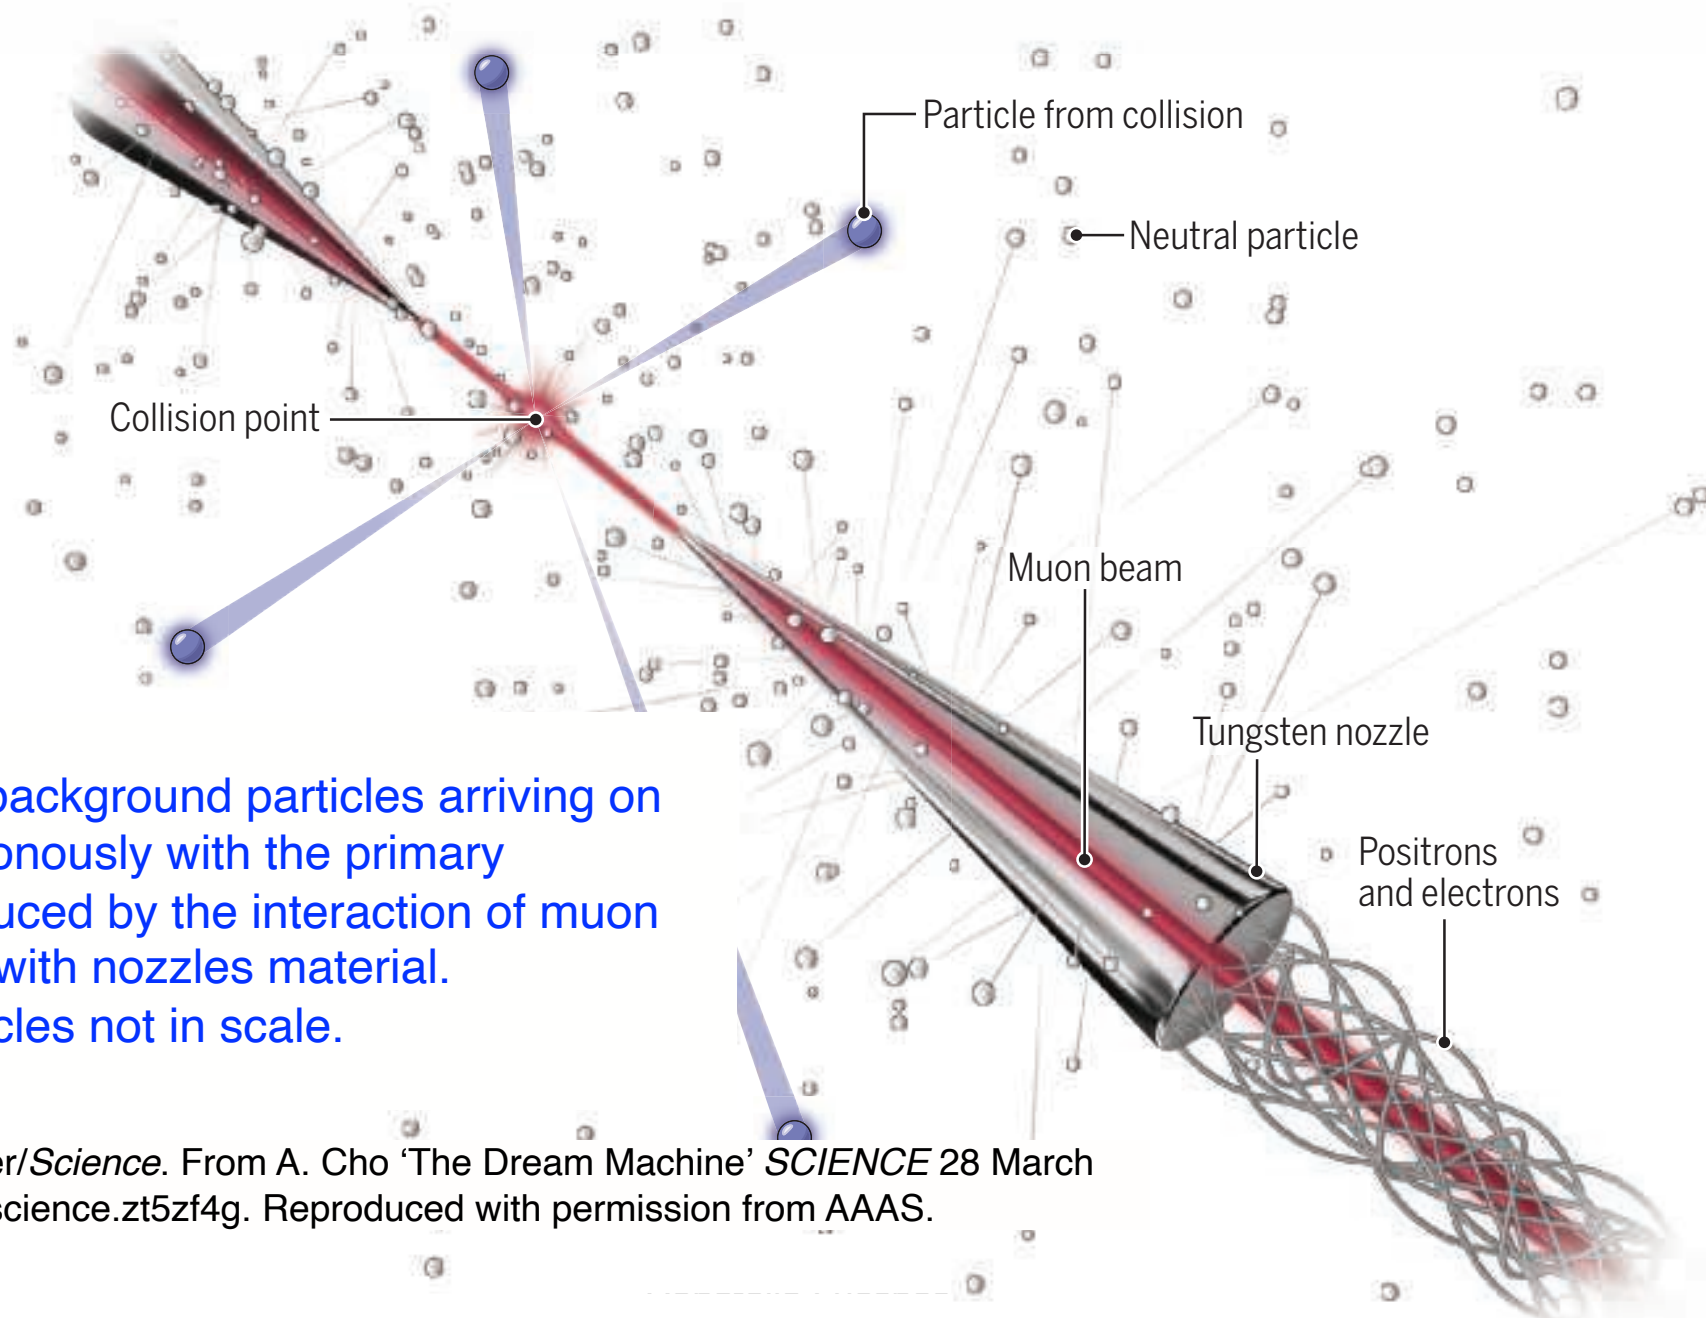 Particle from collision
Neutral particle
Collision point
Muon beam
Tungsten nozzle
Positrons
and electrons
background particles arriving on
onously with the primary
uced by the interaction of muon
with nozzles material.
cles not in scale.
er/Science. From A. Cho ‘The Dream Machine’ SCIENCE 28 March
science.zt5zf4g. Reproduced with permission from AAAS.